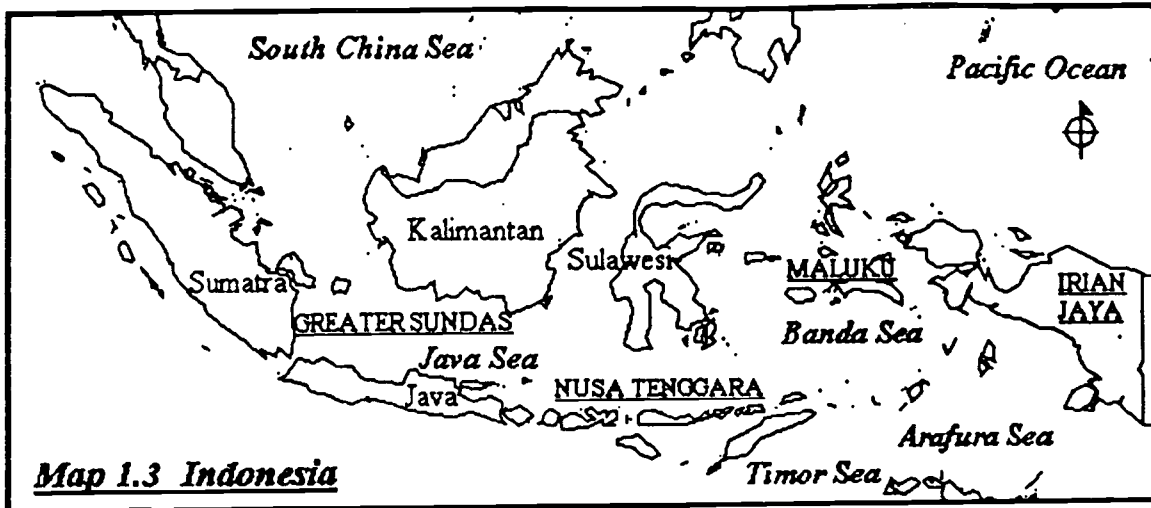 South China Sea
Pacific Ocean
Kalimantan
Sulawesi
Sumatra
MALUKU
IRIAN
JAYA
GREATER SUNDAS
Banda Sea
Java Sea
Java
NUSA TENGGARA
Arafura Sea
Timor Sea
Map 1.3 Indonesia